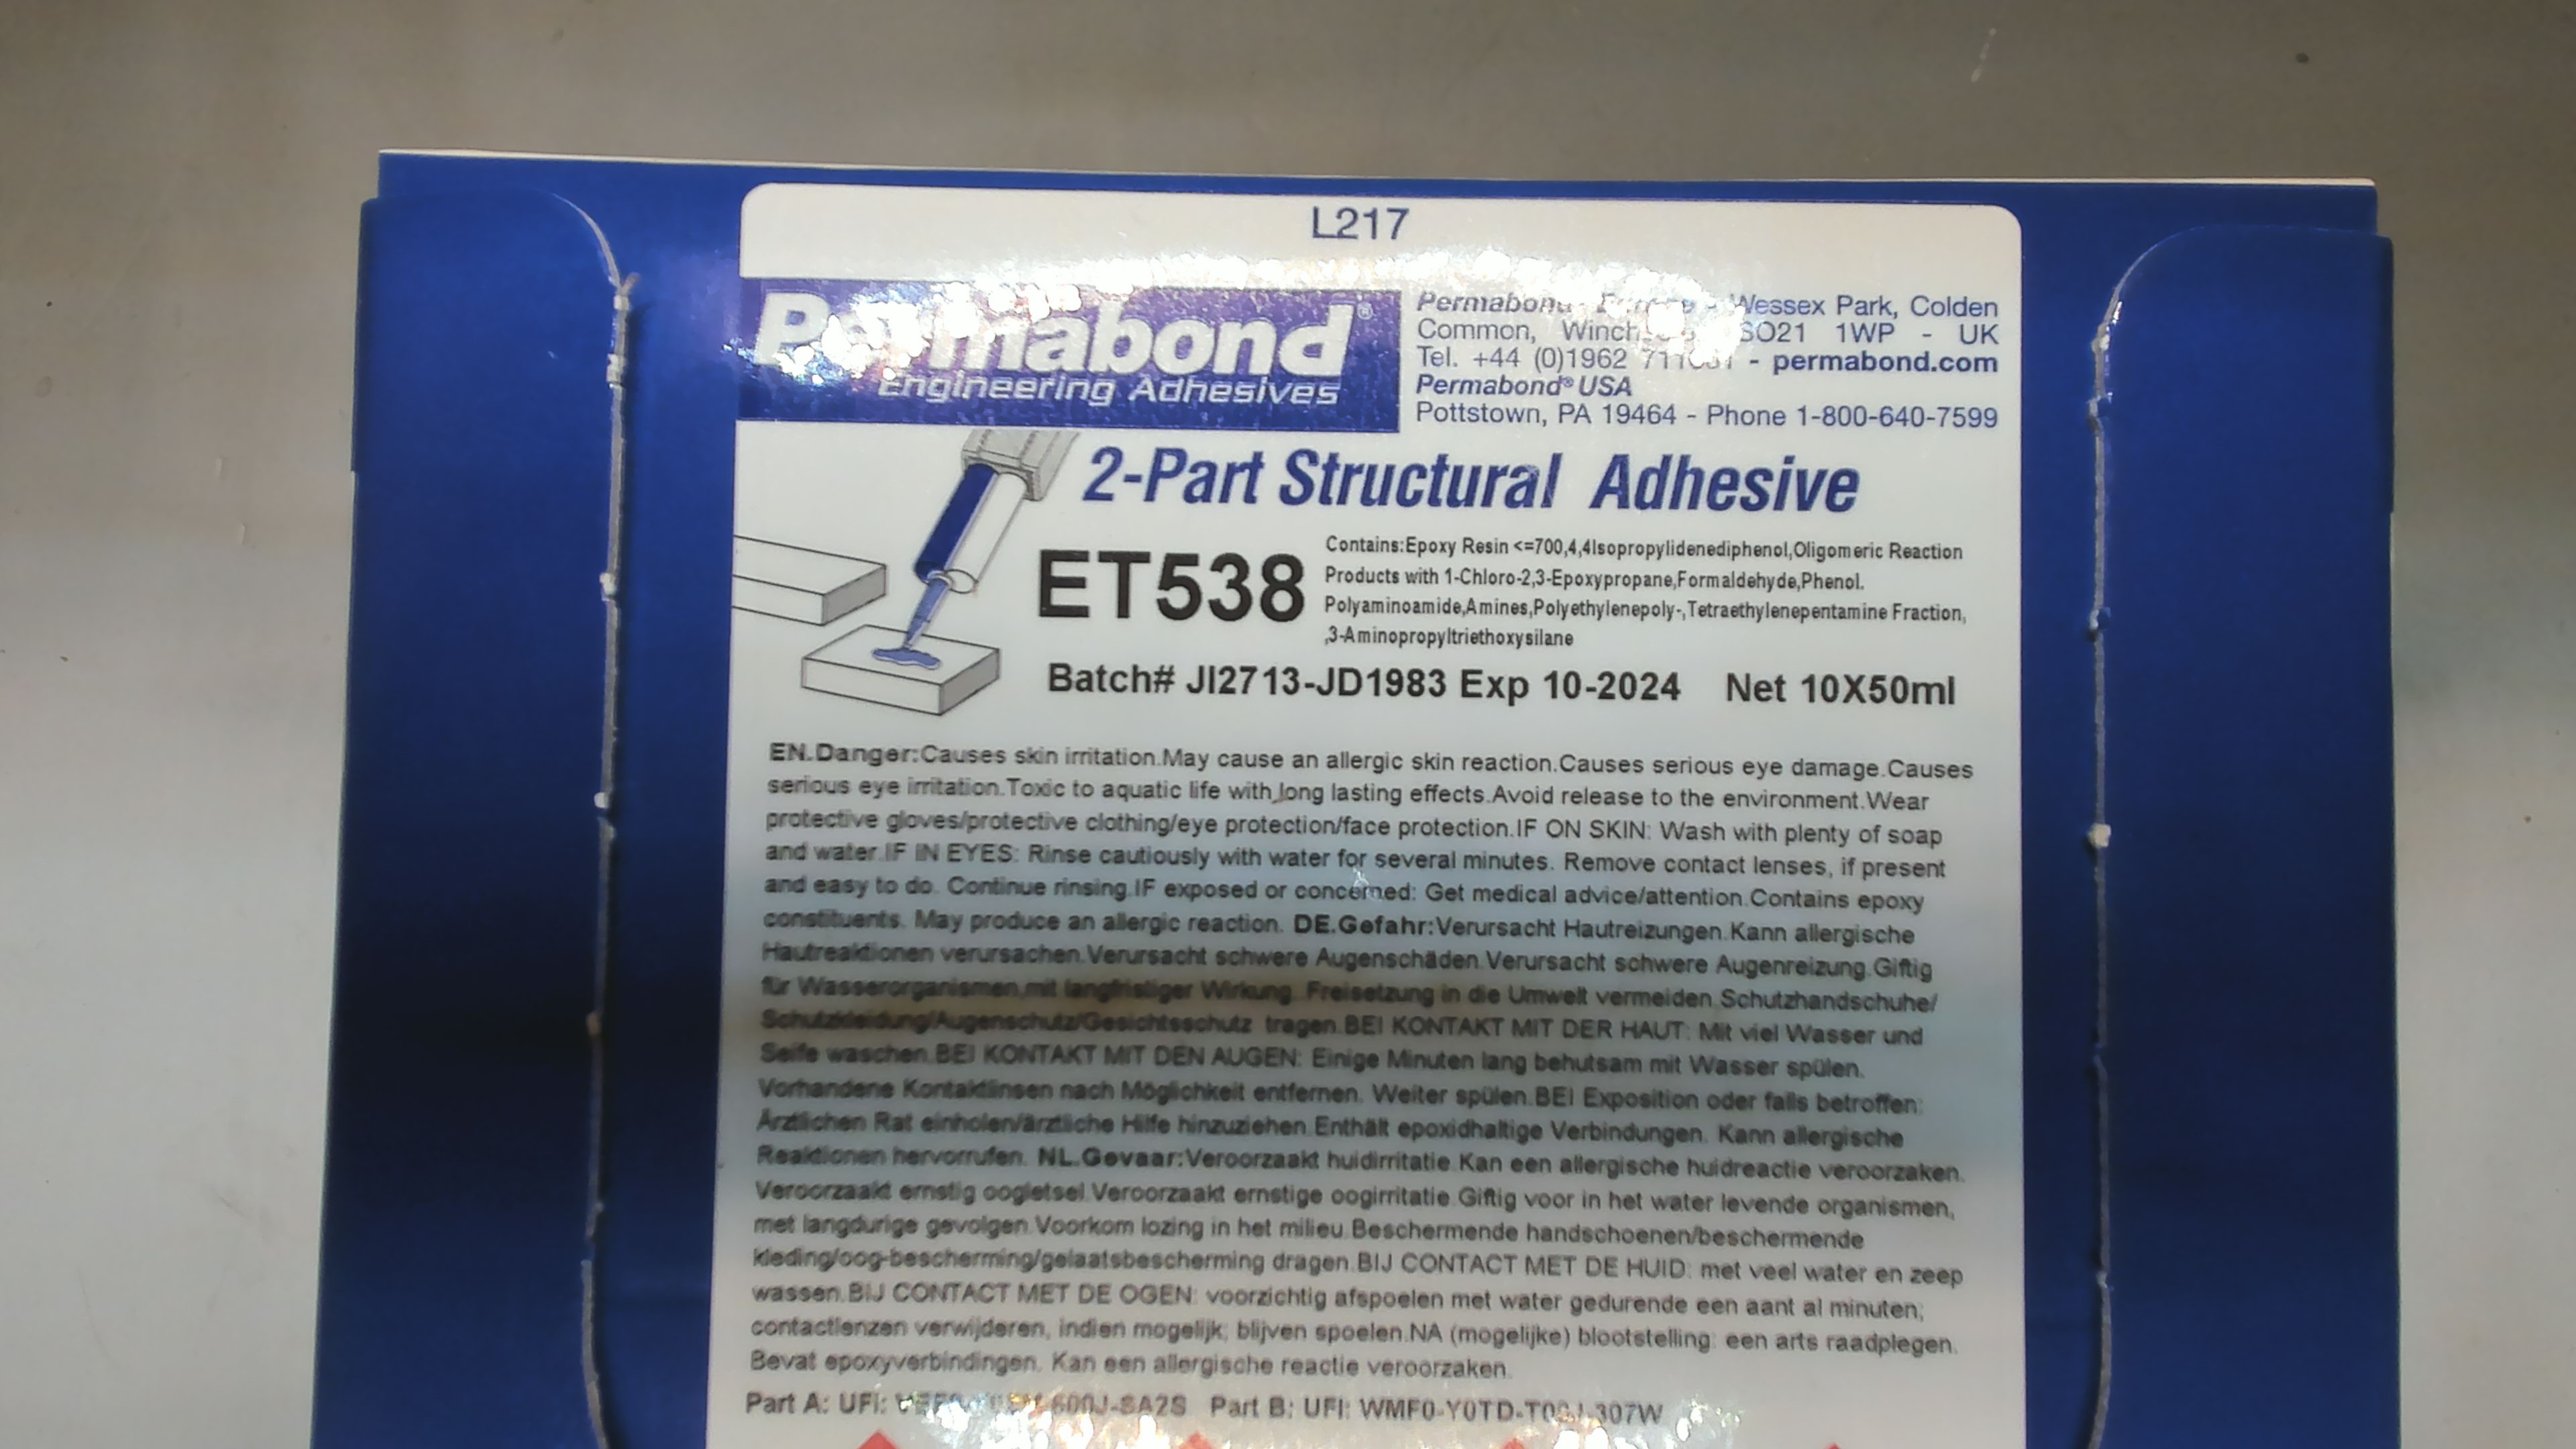 L217
Permabond®
Engineering Adhesives
Permabond - Wessex Park, Colden
Common, SO21 1WP - UK
Tel. +44 (0)1962 - permabond.com
Permabond® USA
Pottstown, PA 19464 - Phone 1-800-640-7599
2-Part Structural Adhesive
ET538
Contains:Epoxy Resin <=700,4,4Isopropylidenediphenol,Oligomeric Reaction
Products with 1-Chloro-2,3-Epoxypropane,Formaldehyde,Phenol.
Polyaminoamide,Amines,Polyethylenepoly-,Tetraethylenepentamine Fraction,
,3-Aminopropyltriethoxysilane
Batch# JI2713-JD1983 Exp 10-2024 Net 10X50ml
EN.Danger:Causes skin irritation.May cause an allergic skin reaction.Causes serious eye damage.Causes
serious eye irritation.Toxic to aquatic life with long lasting effects.Avoid release to the environment.Wear
protective gloves/protective clothing/eye protection/face protection.IF ON SKIN: Wash with plenty of soap
and water.IF IN EYES: Rinse cautiously with water for several minutes. Remove contact lenses, if present
and easy to do. Continue rinsing.IF exposed or concerned: Get medical advice/attention.Contains epoxy
constituents. May produce an allergic reaction. DE.Gefahr:Verursacht Hautreizungen.Kann allergische
Hautreaktionen verursachen.Verursacht schwere Augenschäden.Verursacht schwere Augenreizung.Giftig
für Wasserorganismen,mit langfristiger Wirkung. Freisetzung in die Umwelt vermeiden.Schutzhandschuhe/
Schutzkleidung/Augenschutz/Gesichtsschutz tragen.BEI KONTAKT MIT DER HAUT: Mit viel Wasser und
Seife waschen.BEI KONTAKT MIT DEN AUGEN: Einige Minuten lang behutsam mit Wasser spülen.
Vorhandene Kontaktlinsen nach Möglichkeit entfernen. Weiter spülen.BEI Exposition oder falls betroffen:
Ärztlichen Rat einholen/ärztliche Hilfe hinzuziehen.Enthält epoxidhaltige Verbindungen. Kann allergische
Reaktionen hervorrufen. NL.Gevaar:Veroorzaakt huidirritatie.Kan een allergische huidreactie veroorzaken.
Veroorzaakt ernstig oogletsel.Veroorzaakt ernstige oogirritatie.Giftig voor in het water levende organismen,
met langdurige gevolgen.Voorkom lozing in het milieu.Beschermende handschoenen/beschermende
kleding/oog-bescherming/gelaatsbescherming dragen.BIJ CONTACT MET DE HUID: met veel water en zeep
wassen.BIJ CONTACT MET DE OGEN: voorzichtig afspoelen met water gedurende een aant al minuten;
contactlenzen verwijderen, indien mogelijk; blijven spoelen.NA (mogelijke) blootstelling: een arts raadplegen.
Bevat epoxyverbindingen. Kan een allergische reactie veroorzaken.
Part A: UFI: Part B: UFI: